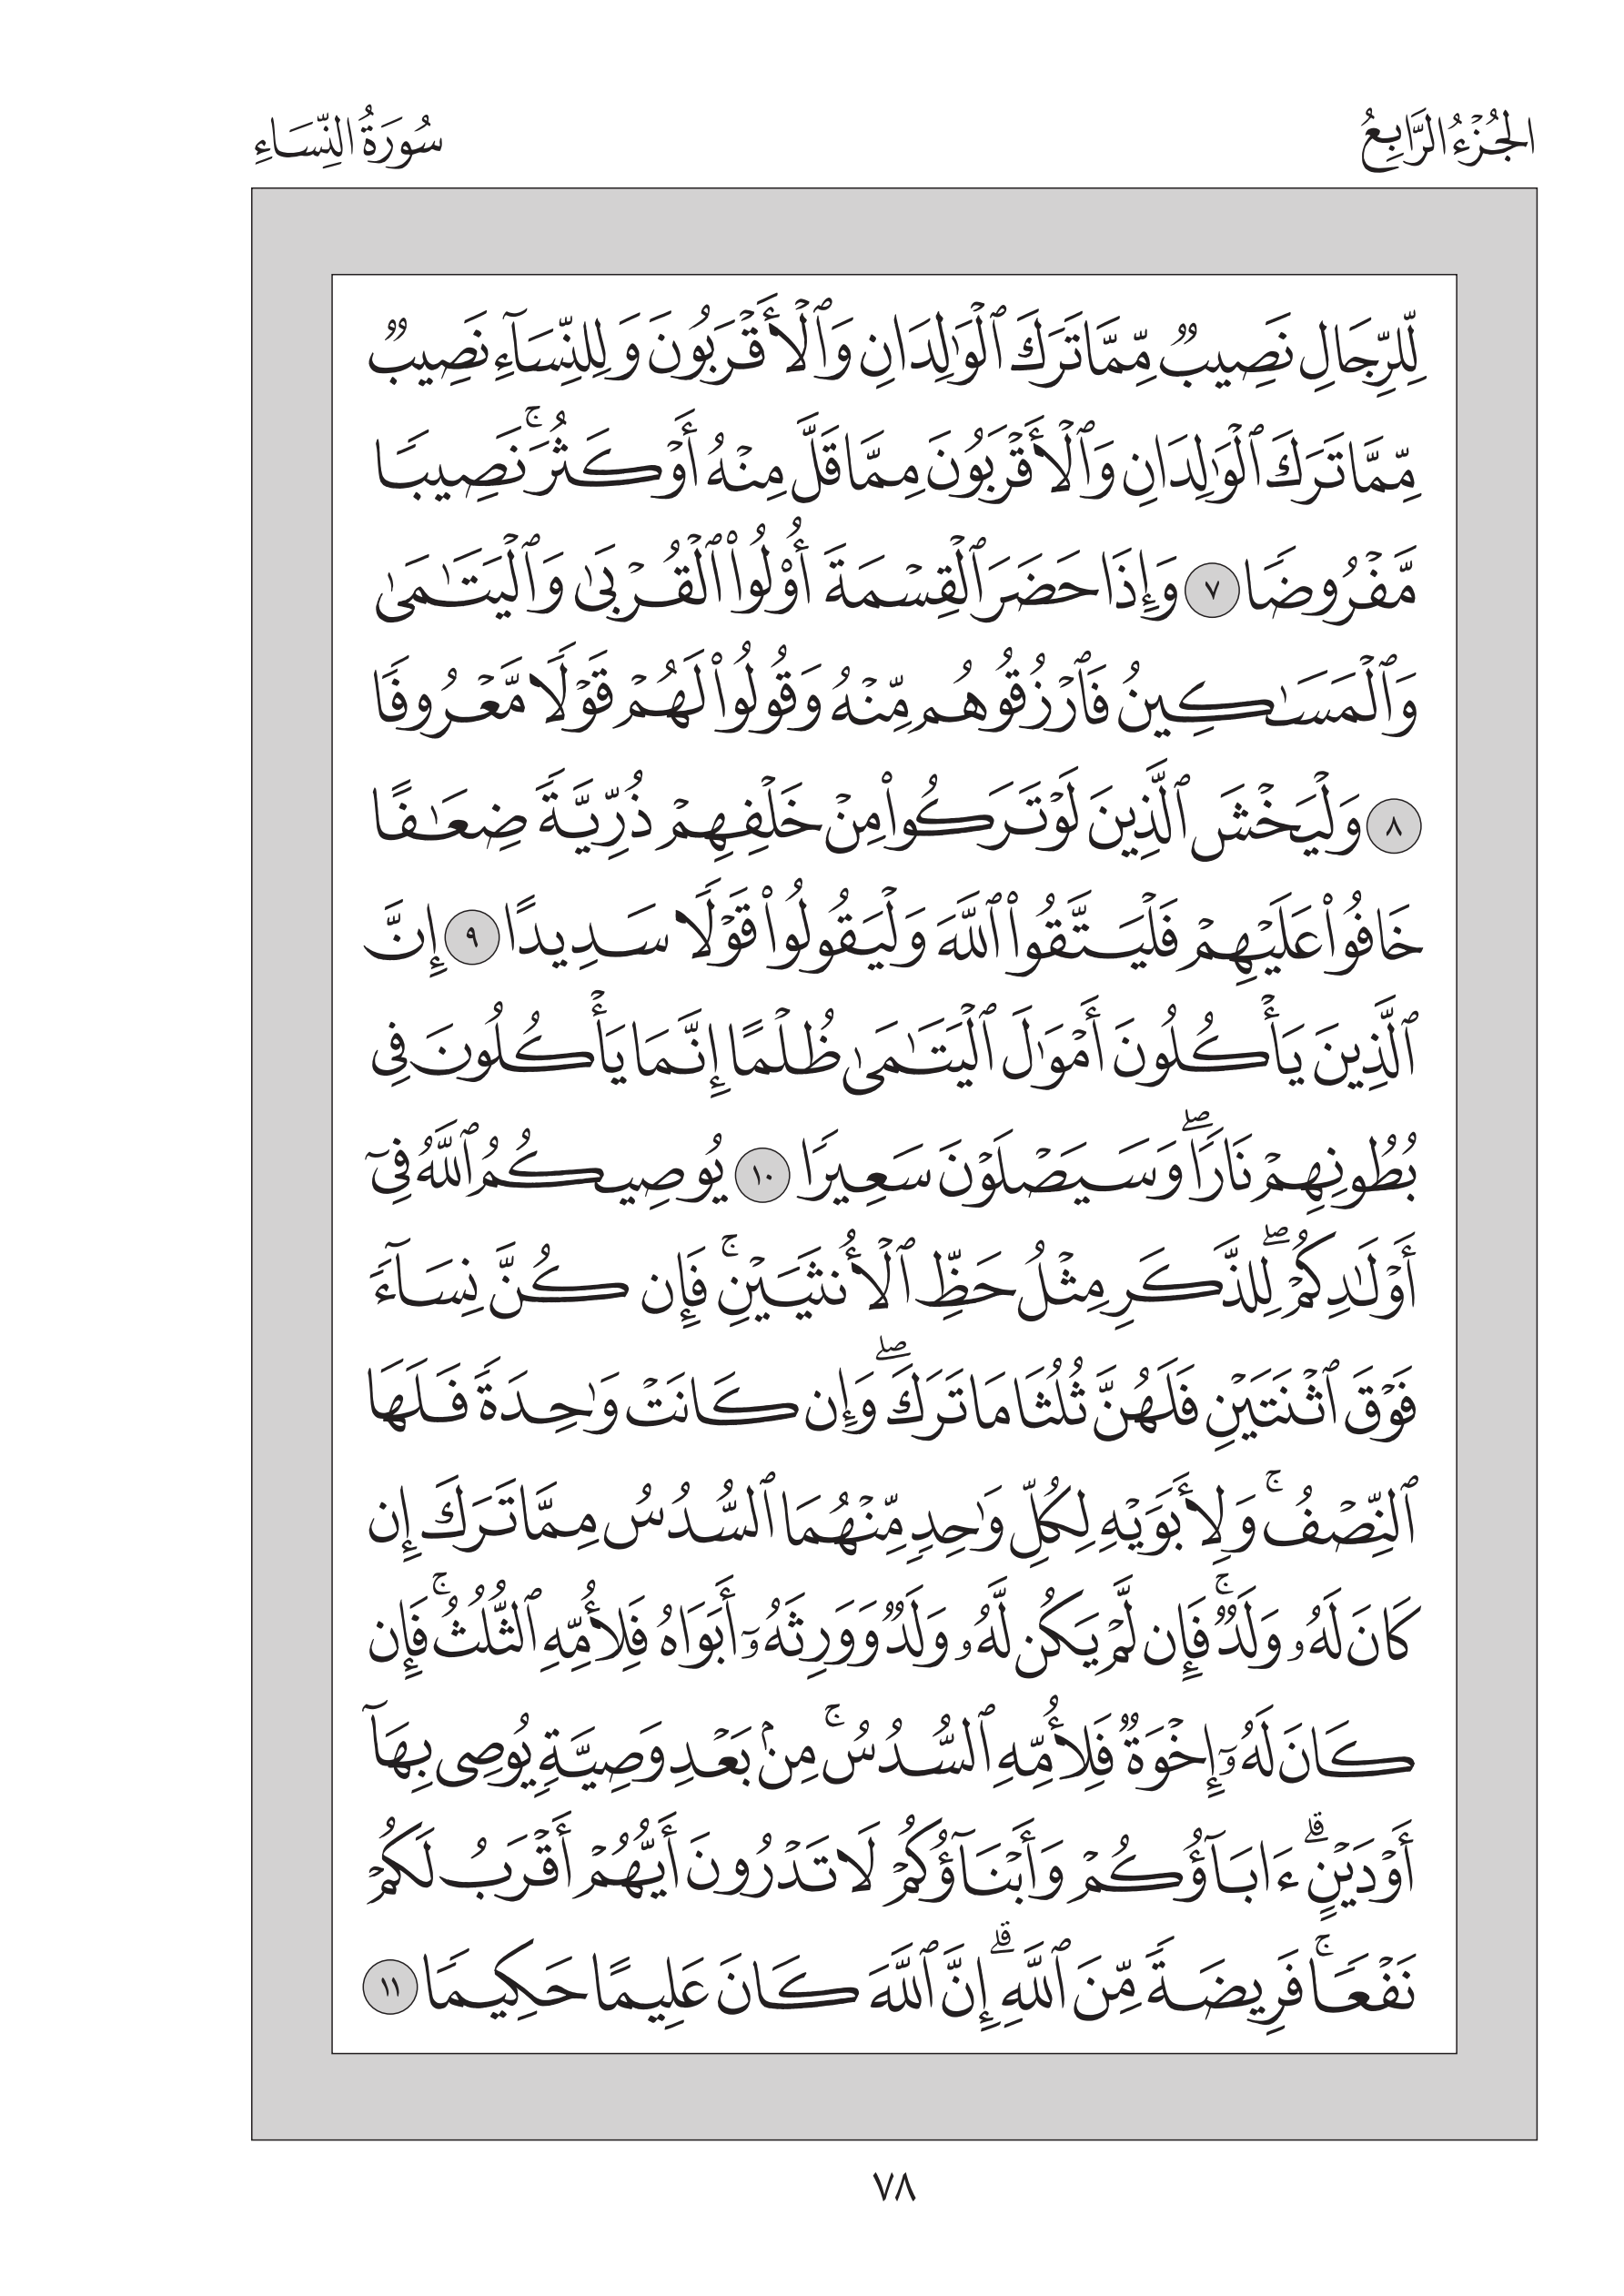 الجُزْءُ الرَّابِعُ
سُورَةُ النِّسَاءِ
لِّلرِّجَالِ نَصِيبٌ مِّمَّا تَرَكَ ٱلْوَٰلِدَانِ وَٱلْأَقْرَبُونَ وَلِلنِّسَآءِ نَصِيبٌ
مِّمَّا تَرَكَ ٱلْوَٰلِدَانِ وَٱلْأَقْرَبُونَ مِمَّا قَلَّ مِنْهُ أَوْ كَثُرَ ۚ نَصِيبًا
مَّفْرُوضًا ٧ وَإِذَا حَضَرَ ٱلْقِسْمَةَ أُو۟لُوا۟ ٱلْقُرْبَىٰ وَٱلْيَتَـٰمَىٰ
وَٱلْمَسَـٰكِينُ فَٱرْزُقُوهُم مِّنْهُ وَقُولُوا۟ لَهُمْ قَوْلًا مَّعْرُوفًا
٨ وَلْيَخْشَ ٱلَّذِينَ لَوْ تَرَكُوا۟ مِنْ خَلْفِهِمْ ذُرِّيَّةً ضِعَـٰفًا
خَافُوا۟ عَلَيْهِمْ فَلْيَتَّقُوا۟ ٱللَّهَ وَلْيَقُولُوا۟ قَوْلًا سَدِيدًا ٩ إِنَّ
ٱلَّذِينَ يَأْكُلُونَ أَمْوَٰلَ ٱلْيَتَـٰمَىٰ ظُلْمًا إِنَّمَا يَأْكُلُونَ فِى
بُطُونِهِمْ نَارًا ۖ وَسَيَصْلَوْنَ سَعِيرًا ١٠ يُوصِيكُمُ ٱللَّهُ فِىٓ
أَوْلَـٰدِكُمْ ۖ لِلذَّكَرِ مِثْلُ حَظِّ ٱلْأُنثَيَيْنِ ۚ فَإِن كُنَّ نِسَآءً
فَوْقَ ٱثْنَتَيْنِ فَلَهُنَّ ثُلُثَا مَا تَرَكَ ۖ وَإِن كَانَتْ وَٰحِدَةً فَلَهَا
ٱلنِّصْفُ ۚ وَلِأَبَوَيْهِ لِكُلِّ وَٰحِدٍ مِّنْهُمَا ٱلسُّدُسُ مِمَّا تَرَكَ إِن
كَانَ لَهُۥ وَلَدٌ ۚ فَإِن لَّمْ يَكُن لَّهُۥ وَلَدٌ وَوَرِثَهُۥٓ أَبَوَاهُ فَلِأُمِّهِ ٱلثُّلُثُ ۚ فَإِن
كَانَ لَهُۥٓ إِخْوَةٌ فَلِأُمِّهِ ٱلسُّدُسُ ۚ مِنۢ بَعْدِ وَصِيَّةٍ يُوصِى بِهَآ
أَوْ دَيْنٍ ۗ ءَابَآؤُكُمْ وَأَبْنَآؤُكُمْ لَا تَدْرُونَ أَيُّهُمْ أَقْرَبُ لَكُمْ
نَفْعًا ۚ فَرِيضَةً مِّنَ ٱللَّهِ ۗ إِنَّ ٱللَّهَ كَانَ عَلِيمًا حَكِيمًا ١١
٧٨